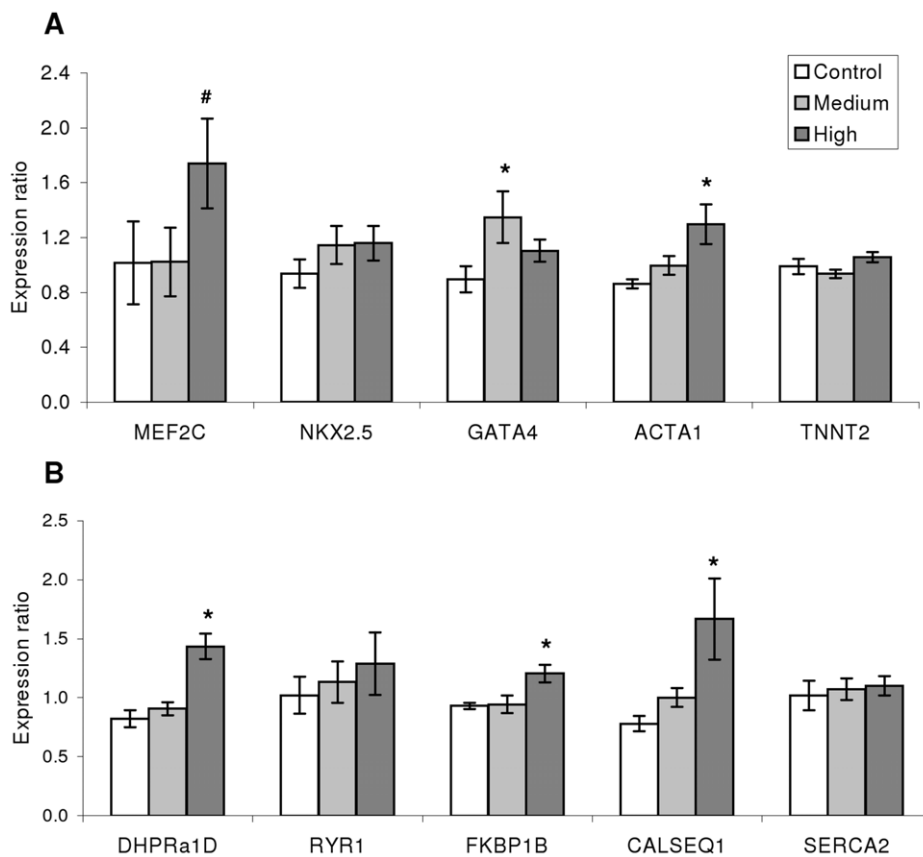 A
2.4
2.0
1.6
1.2
0.8
0.4
0.0
Expression ratio
#
*
*
Control
Medium
High
MEF2C NKX2.5 GATA4 ACTA1 TNNT2
B
2.5
2.0
1.5
1.0
0.5
0.0
Expression ratio
*
*
*
DHPRa1D RYR1 FKBP1B CALSEQ1 SERCA2